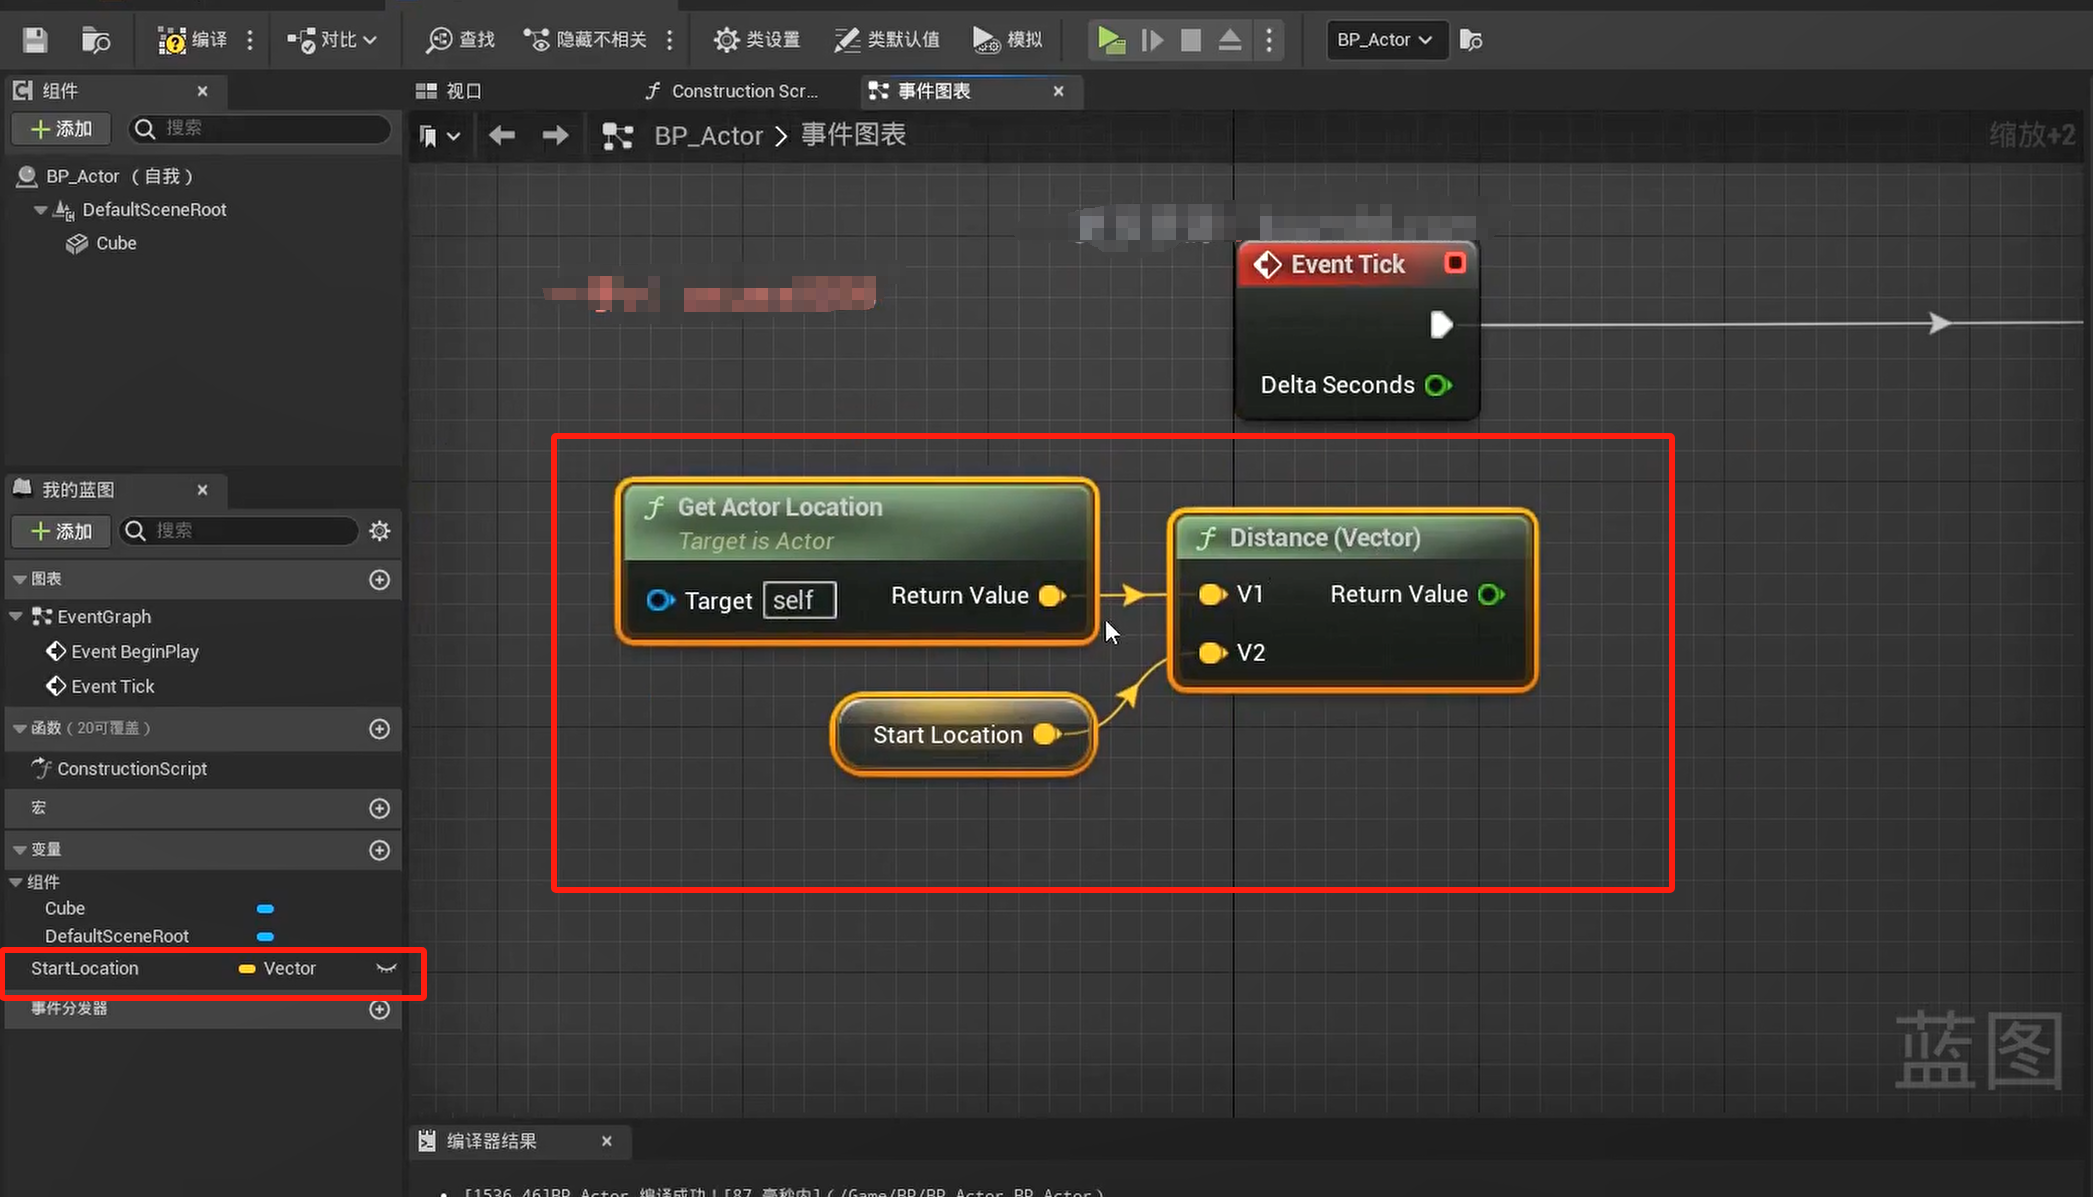 编译
对比
查找
隐藏不相关
类设置
类默认值
模拟
BP_Actor
组件
视口
Construction Scr...
事件图表
添加
搜索
BP_Actor > 事件图表
缩放+2
BP_Actor （自我）
DefaultSceneRoot
Cube
Event Tick
Delta Seconds
我的蓝图
添加
搜索
图表
EventGraph
Event BeginPlay
Event Tick
函数（20可覆盖）
ConstructionScript
宏
变量
组件
Cube
DefaultSceneRoot
StartLocation Vector
事件分发器
Get Actor Location
Target is Actor
Target self Return Value
Distance (Vector)
V1 Return Value
V2
Start Location
蓝图
编译器结果
[1536.46]BP_Actor 编译成功！[87 毫秒内]（/Game/BP/BP_Actor.BP_Actor）